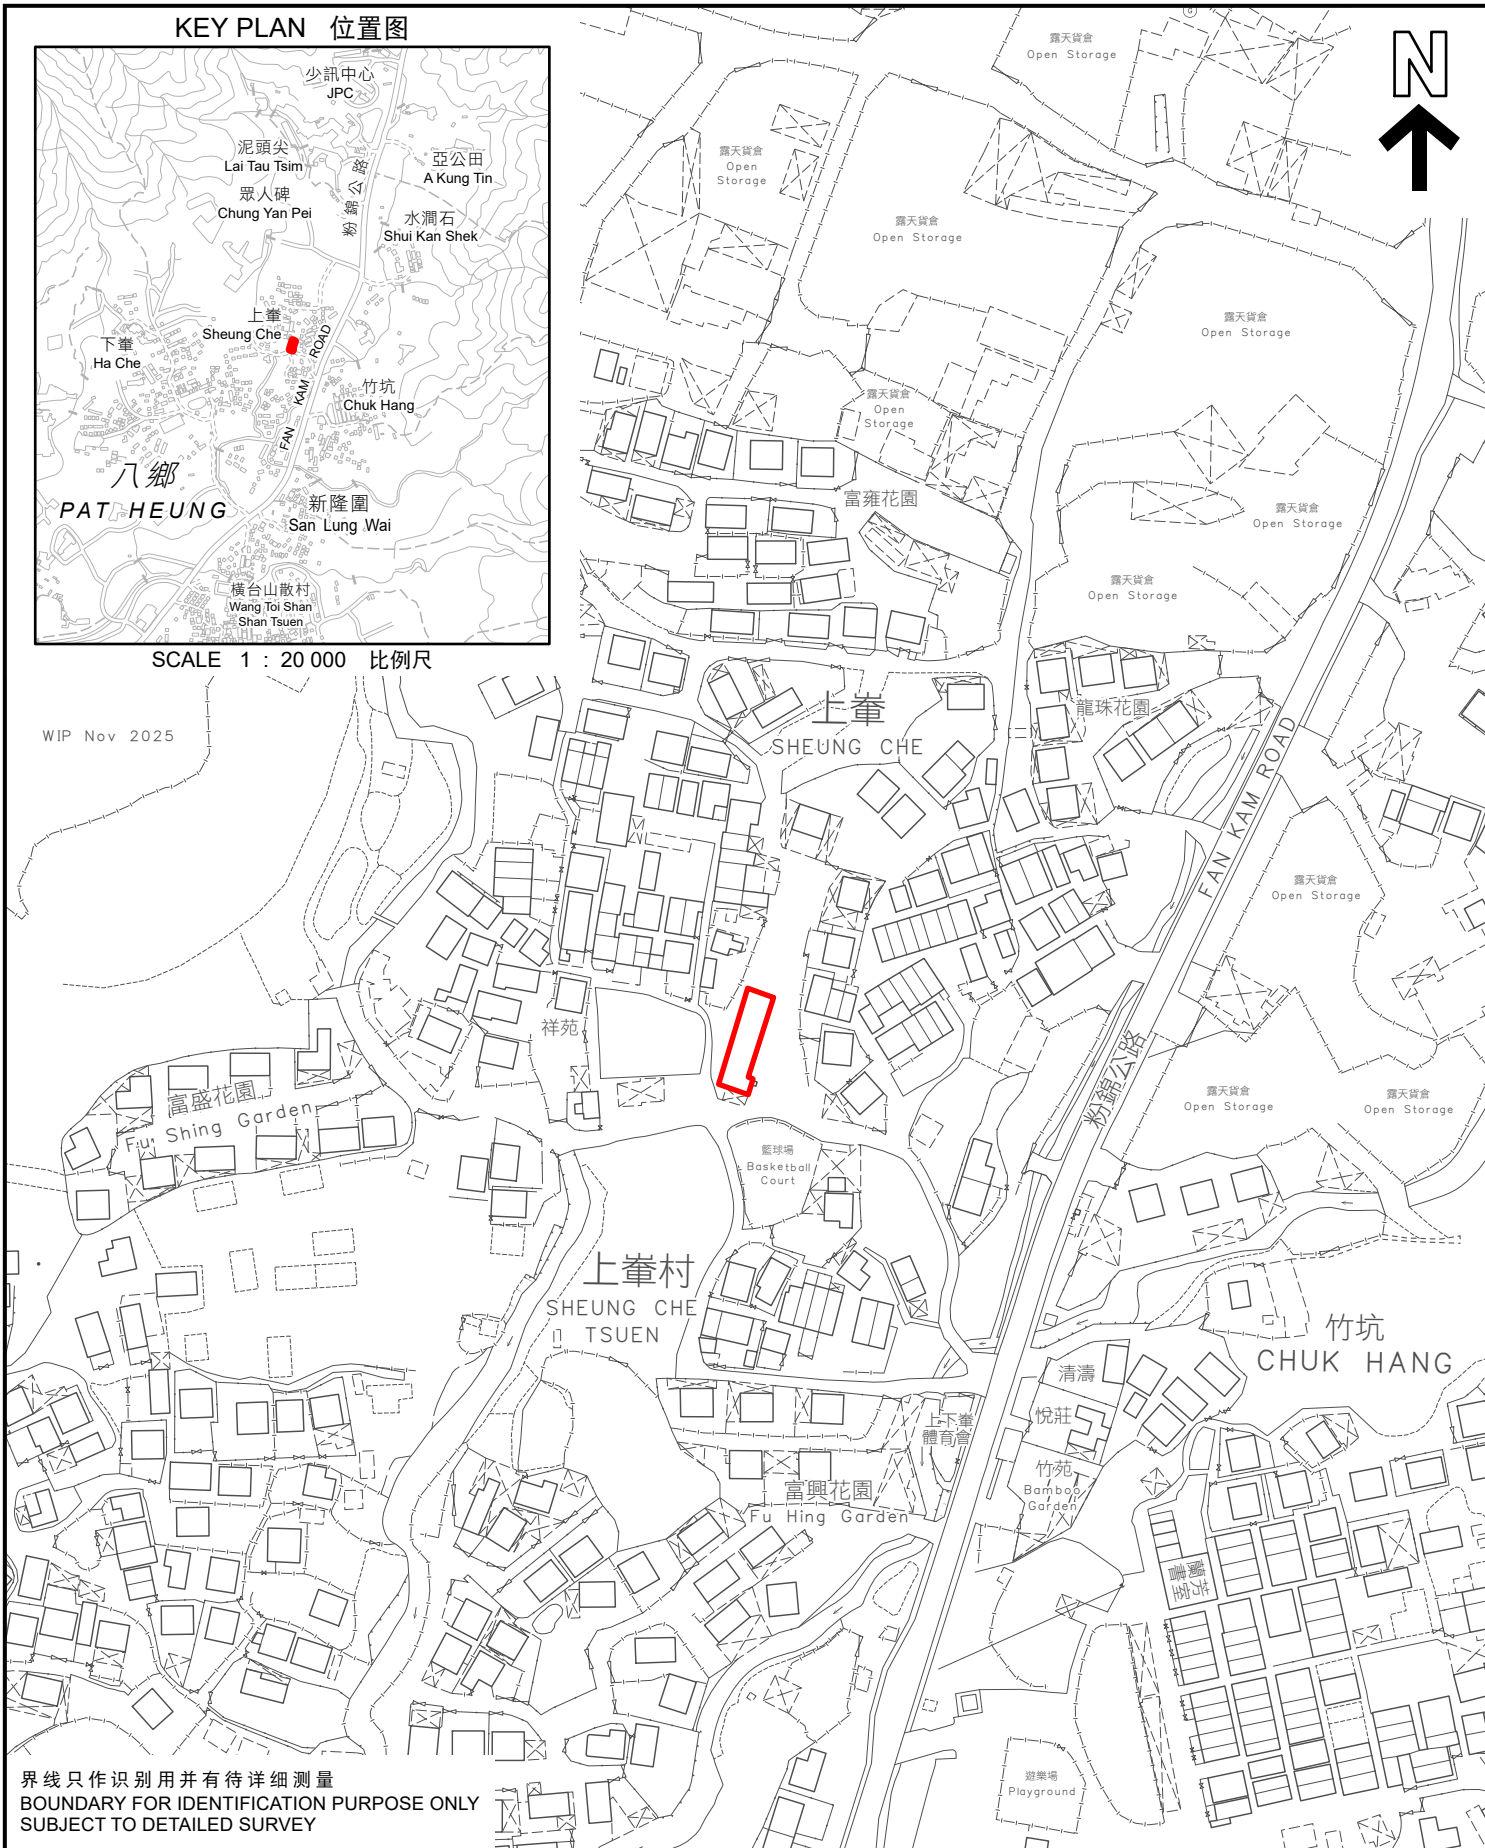 KEY PLAN 位置图
少訊中心
JPC
泥頭尖
Lai Tau Tsim
亞公田
A Kung Tin
眾人碑
Chung Yan Pei
粉錦公路
水澗石
Shui Kan Shek
上輋
Sheung Che
下輋
Ha Che
FAN KAM ROAD
竹坑
Chuk Hang
八鄉
PAT HEUNG
新隆圍
San Lung Wai
橫台山散村
Wang Toi Shan
Shan Tsuen
SCALE 1 : 20 000 比例尺
N
G
露天貨倉
Open Storage
露天貨倉
Open
Storage
露天貨倉
Open Storage
露天貨倉
Open Storage
露天貨倉
Open
Storage
富雍花園
露天貨倉
Open Storage
露天貨倉
Open Storage
上輋
SHEUNG CHE
龍珠花園
WIP Nov 2025
FAN KAM ROAD
露天貨倉
Open Storage
祥苑
粉錦公路
富盛花園
Fu Shing Garden
露天貨倉
Open Storage
露天貨倉
Open Storage
籃球場
Basketball
Court
上輋村
SHEUNG CHE
TSUEN
竹坑
CHUK HANG
清濤
悅莊
上下輋
體育會
竹苑
Bamboo
Garden
富興花園
Fu Hing Garden
蘭芳
書室
遊樂場
Playground
界线只作识别用并有待详细测量
BOUNDARY FOR IDENTIFICATION PURPOSE ONLY
SUBJECT TO DETAILED SURVEY